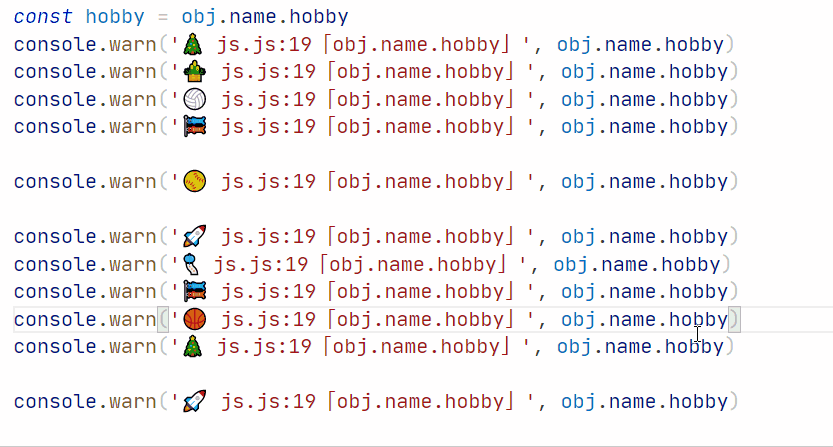 const hobby = obj.name.hobby
console.warn('🎄 js.js:19 ⌈obj.name.hobby⌋ ', obj.name.hobby)
console.warn('🎍 js.js:19 ⌈obj.name.hobby⌋ ', obj.name.hobby)
console.warn('🏐 js.js:19 ⌈obj.name.hobby⌋ ', obj.name.hobby)
console.warn(' js.js:19 ⌈obj.name.hobby⌋ ', obj.name.hobby)
console.warn('🥎 js.js:19 ⌈obj.name.hobby⌋ ', obj.name.hobby)
console.warn('🚀 js.js:19 ⌈obj.name.hobby⌋ ', obj.name.hobby)
console.warn(' js.js:19 ⌈obj.name.hobby⌋ ', obj.name.hobby)
console.warn(' js.js:19 ⌈obj.name.hobby⌋ ', obj.name.hobby)
console.warn('🏀 js.js:19 ⌈obj.name.hobby⌋ ', obj.name.hobby)
console.warn('🎄 js.js:19 ⌈obj.name.hobby⌋ ', obj.name.hobby)
console.warn('🚀 js.js:19 ⌈obj.name.hobby⌋ ', obj.name.hobby)